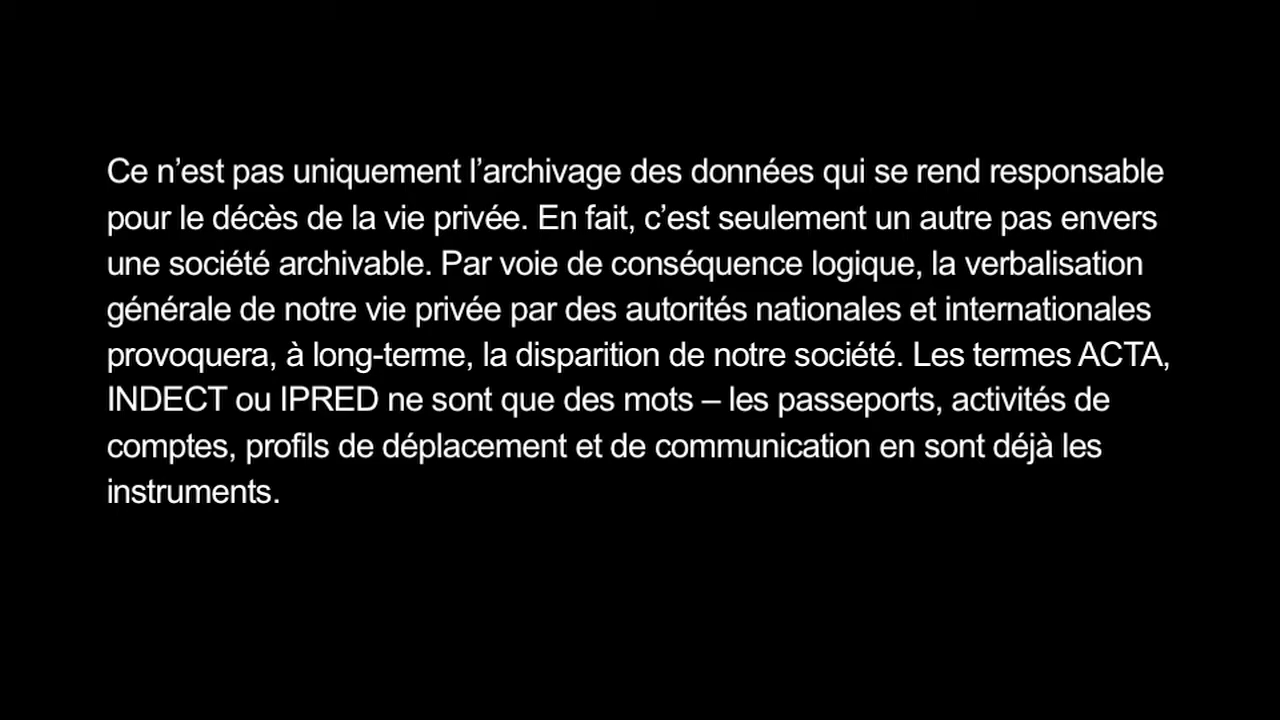 Ce n’est pas uniquement l’archivage des données qui se rend responsable
pour le décès de la vie privée. En fait, c’est seulement un autre pas envers
une société archivable. Par voie de conséquence logique, la verbalisation
générale de notre vie privée par des autorités nationales et internationales
provoquera, à long-terme, la disparition de notre société. Les termes ACTA,
INDECT ou IPRED ne sont que des mots – les passeports, activités de
comptes, profils de déplacement et de communication en sont déjà les
instruments.